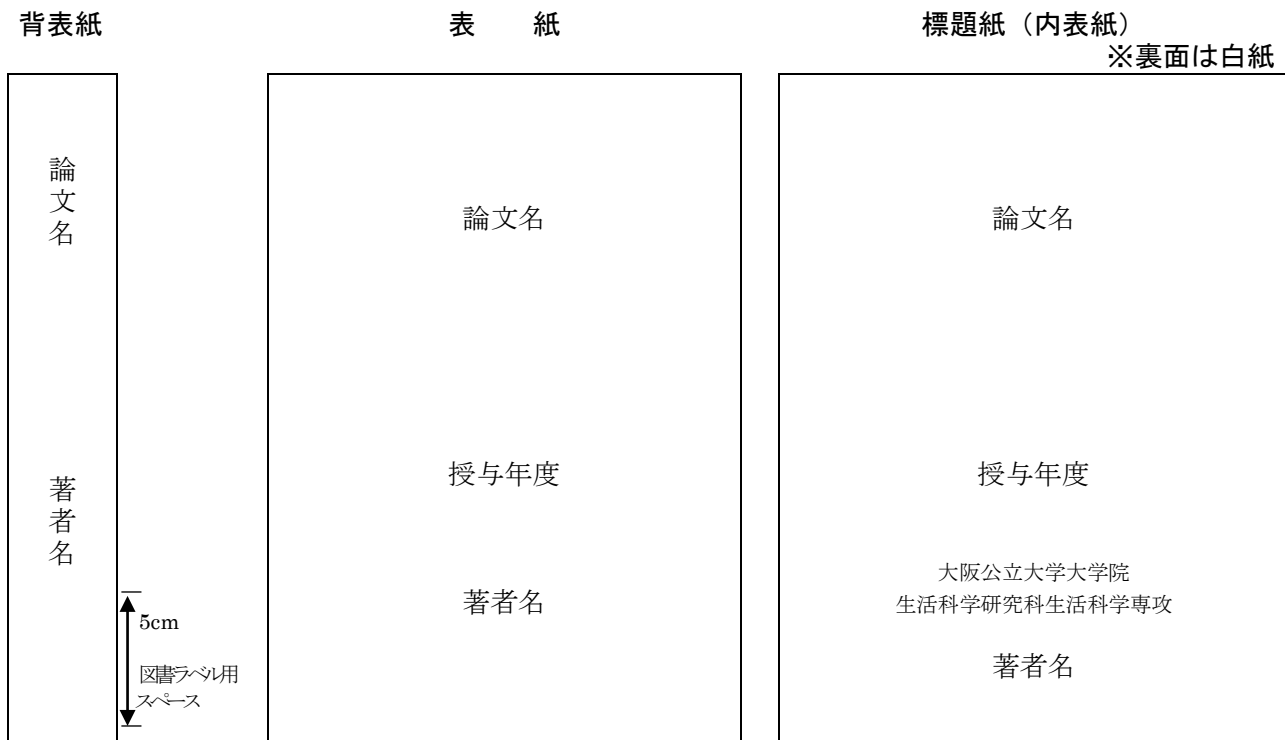 背表紙
論文名
著者名
5cm
図書ラベル用
スペース
表　　紙
論文名
授与年度
著者名
標題紙（内表紙）
※裏面は白紙
論文名
授与年度
大阪公立大学大学院
生活科学研究科生活科学専攻
著者名